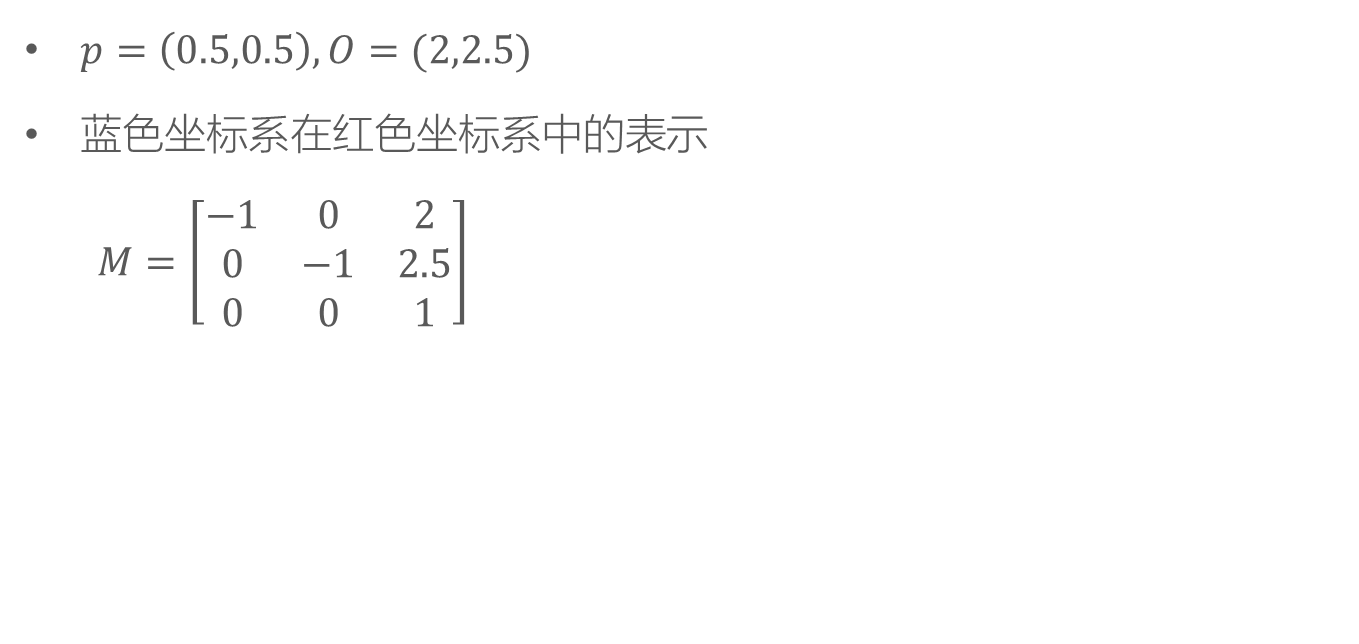 • p = (0.5,0.5), O = (2,2.5)
• 蓝色坐标系在红色坐标系中的表示
M = [−1 0 2
0 −1 2.5
0 0 1]